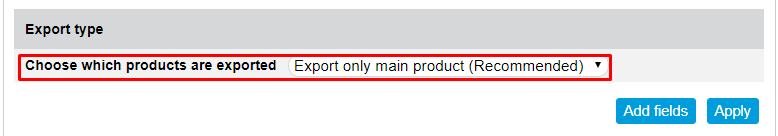 Export type
Choose which products are exported Export only main product (Recommended)
Add fields Apply